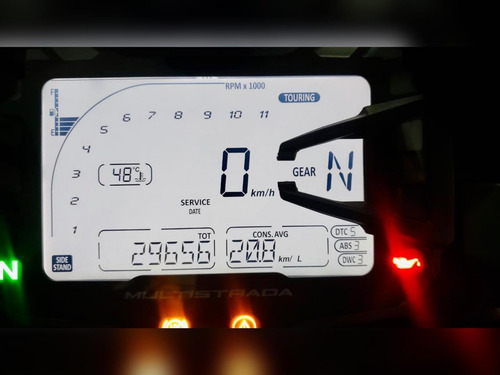 RPM x 1000
TOURING
1 2 3 4 5 6 7 8 9 10 11
48 °C
0 km/h
GEAR N
SERVICE
DATE
TOT
29656
CONS. AVG
20.8 km/ L
DTC 5
ABS 3
DWC 3
SIDE
STAND
N
MULTISTRADA